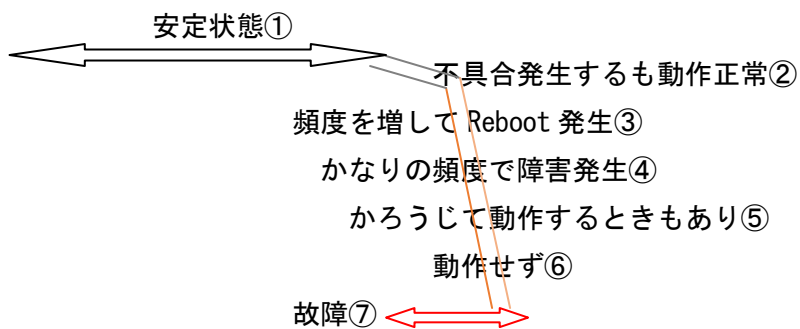 安定状態①
不具合発生するも動作正常②
頻度を増して Reboot 発生③
かなりの頻度で障害発生④
かろうじて動作するときもあり⑤
動作せず⑥
故障⑦